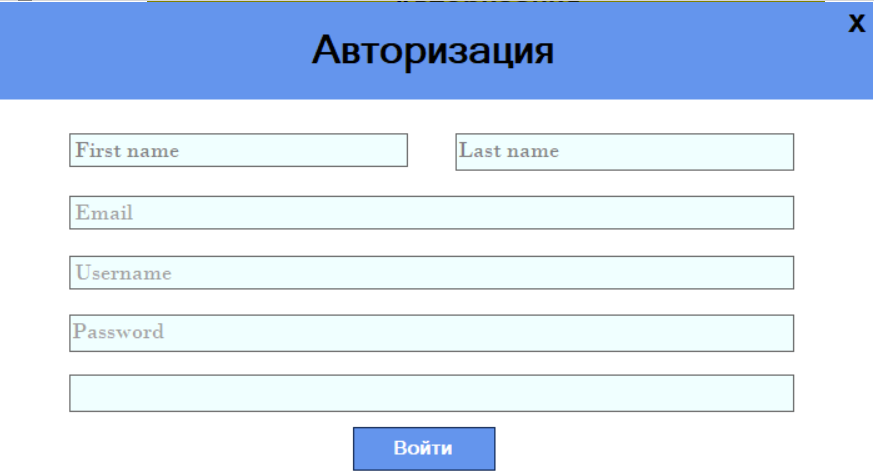 x
Авторизация
First name Last name
Email
Username
Password
Войти